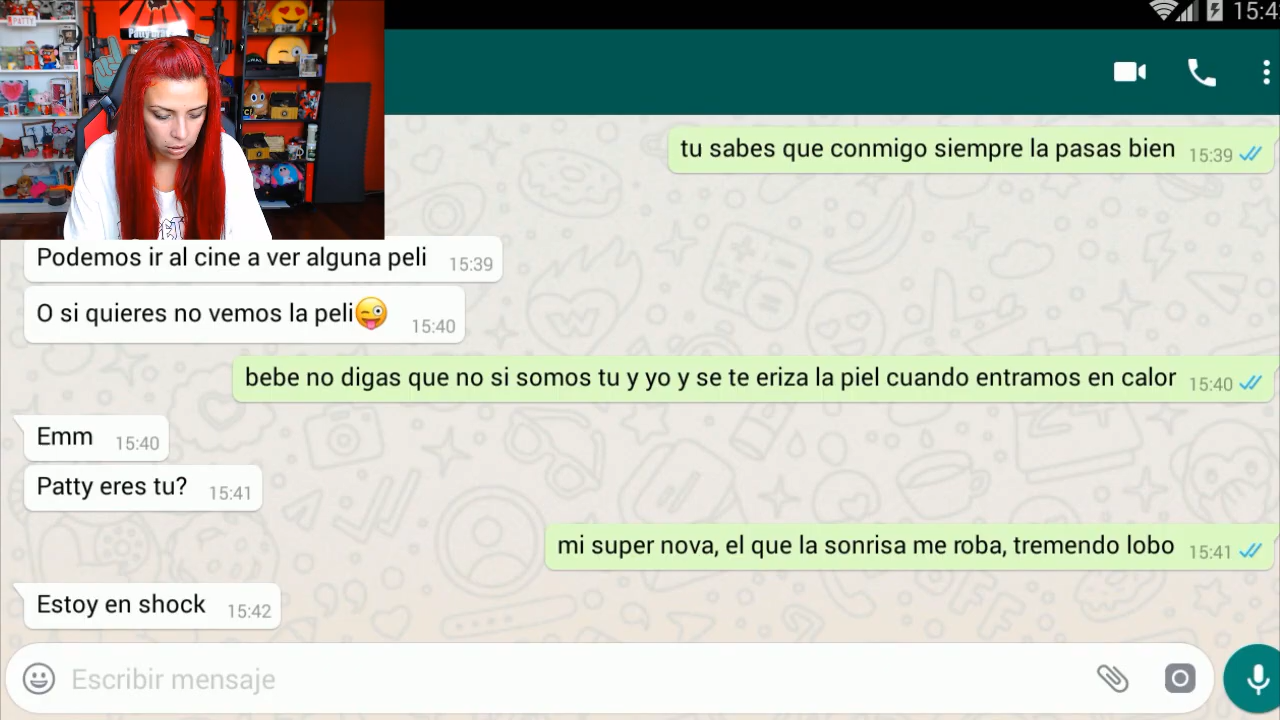 PATTY
15:4
tu sabes que conmigo siempre la pasas bien 15:39
Podemos ir al cine a ver alguna peli 15:39
O si quieres no vemos la peli😜 15:40
bebe no digas que no si somos tu y yo y se te eriza la piel cuando entramos en calor 15:40
Emm 15:40
Patty eres tu? 15:41
mi super nova, el que la sonrisa me roba, tremendo lobo 15:41
Estoy en shock 15:42
Escribir mensaje